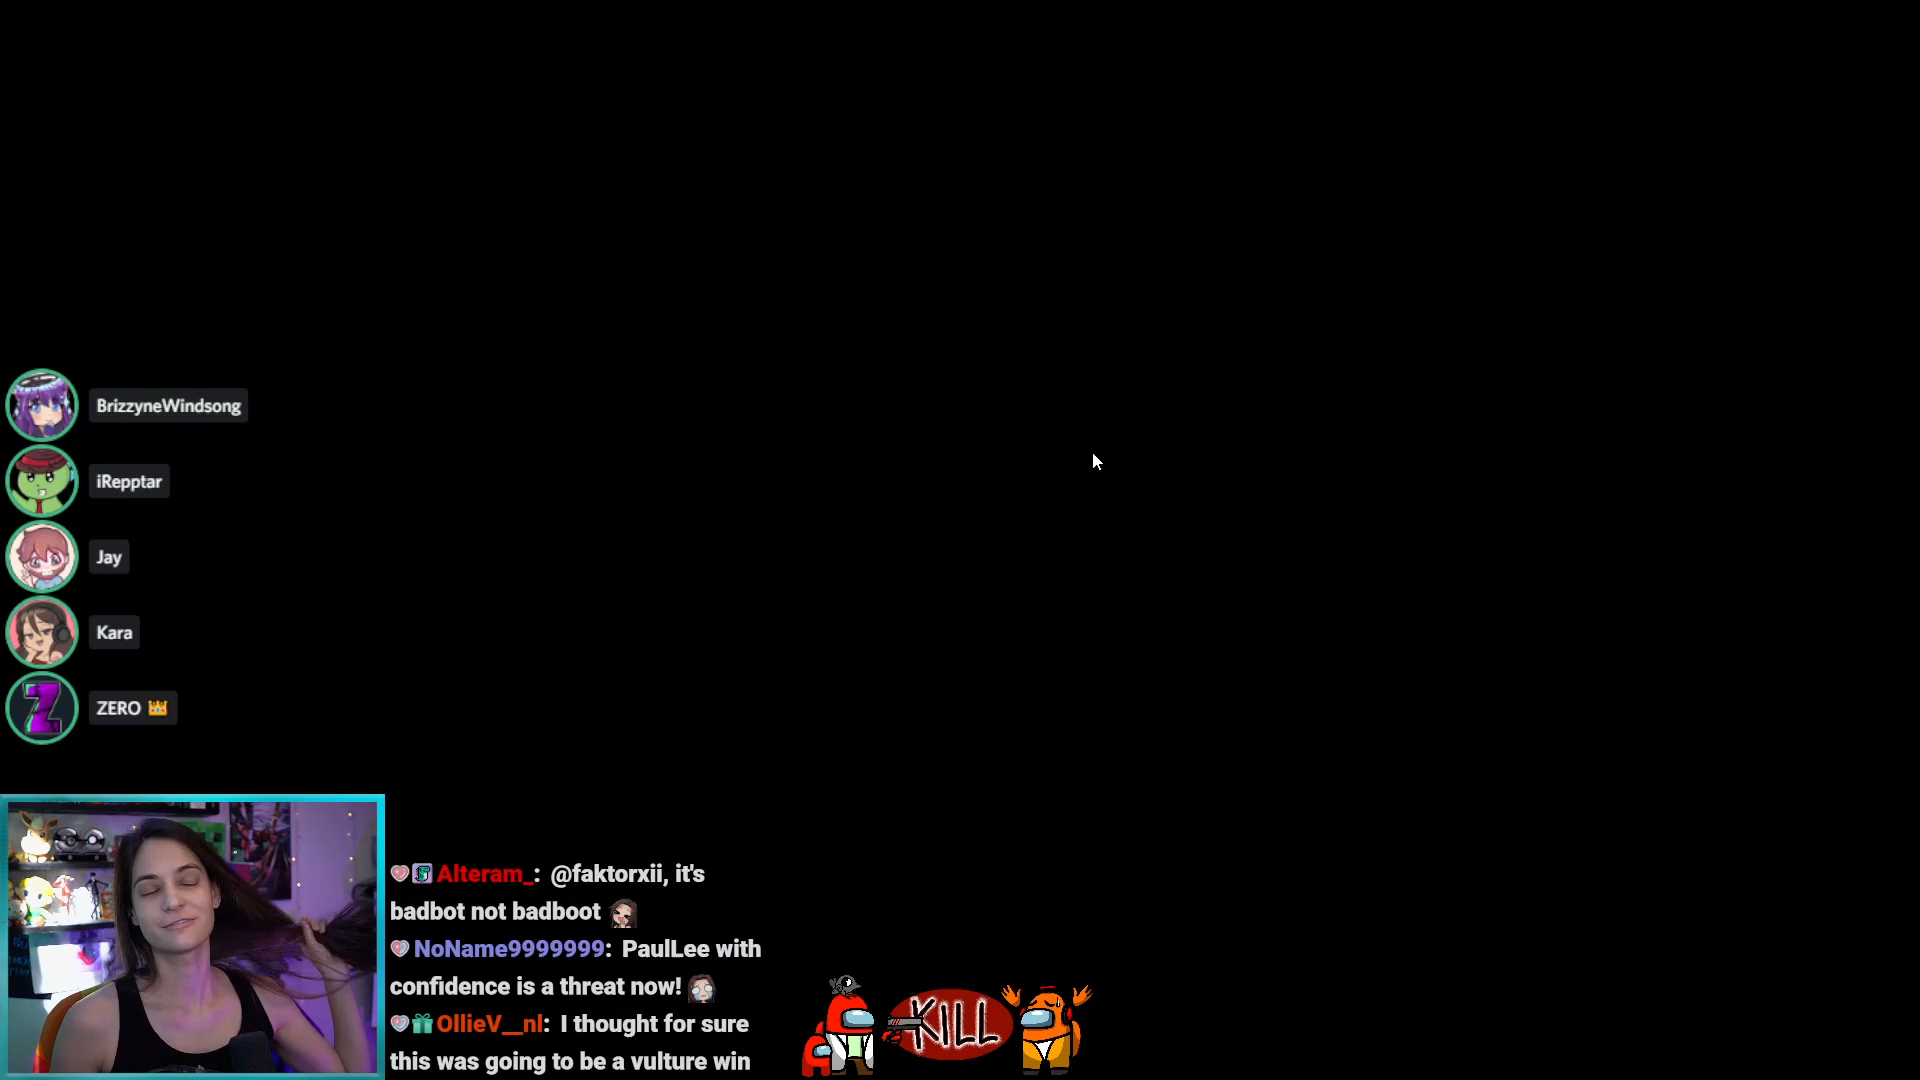 BrizzyneWindsong
iRepptar
Jay
Kara
ZERO 👑
Alteram_: @faktorxii, it's
badbot not badboot
NoName9999999: PaulLee with
confidence is a threat now!
OllieV__nl: I thought for sure
this was going to be a vulture win
KILL